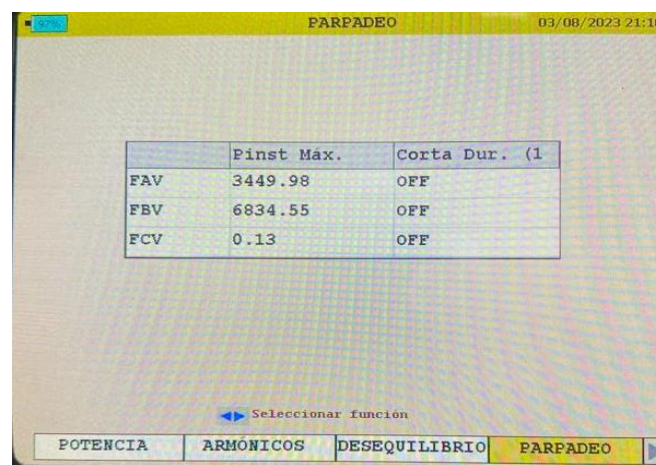 97% PARPADEO 03/08/2023 21:1
Pinst Máx. Corta Dur. (1
FAV 3449.98 OFF
FBV 6834.55 OFF
FCV 0.13 OFF
Seleccionar función
POTENCIA ARMÓNICOS DESEQUILIBRIO PARPADEO